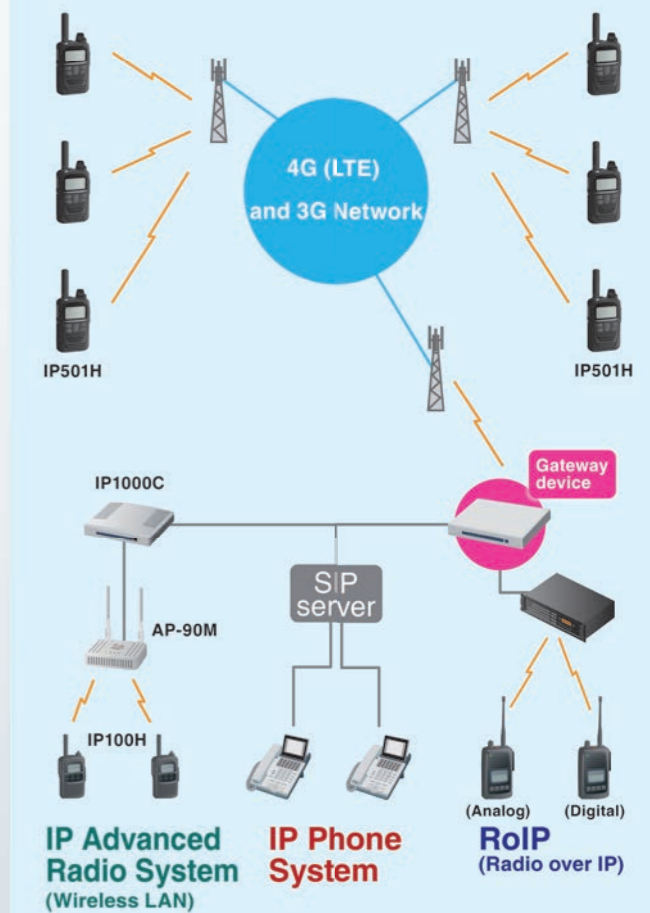 4G (LTE)
and 3G Network
IP501H
IP501H
Gateway
device
IP1000C
SIP
server
AP-90M
IP100H
(Analog)
(Digital)
IP Advanced
Radio System
(Wireless LAN)
IP Phone
System
RoIP
(Radio over IP)